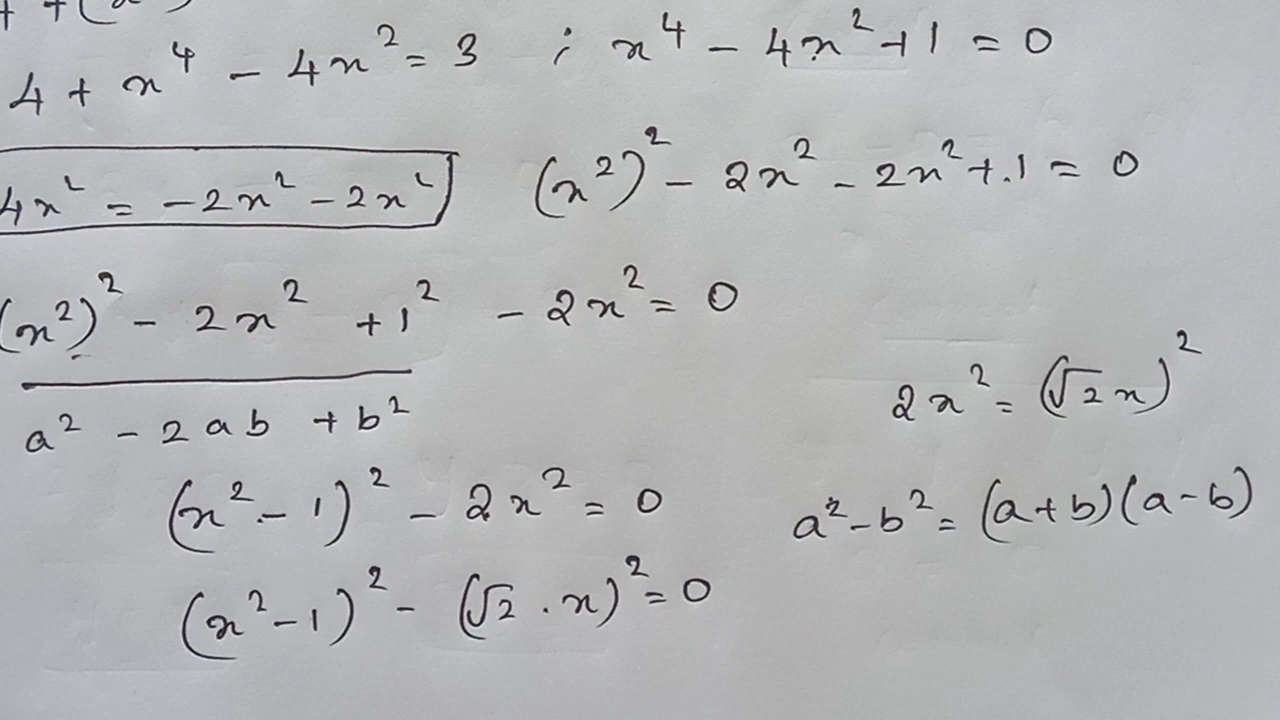 4 + x⁴ - 4x² = 3 ; x⁴ - 4x² + 1 = 0
4x² = -2x² - 2x² (x²)² - 2x² - 2x² + 1 = 0
(x²)² - 2x² + 1² - 2x² = 0
a² - 2ab + b²
2x² = (√2x)²
(x² - 1)² - 2x² = 0
a² - b² = (a+b)(a-b)
(x² - 1)² - (√2 · x)² = 0